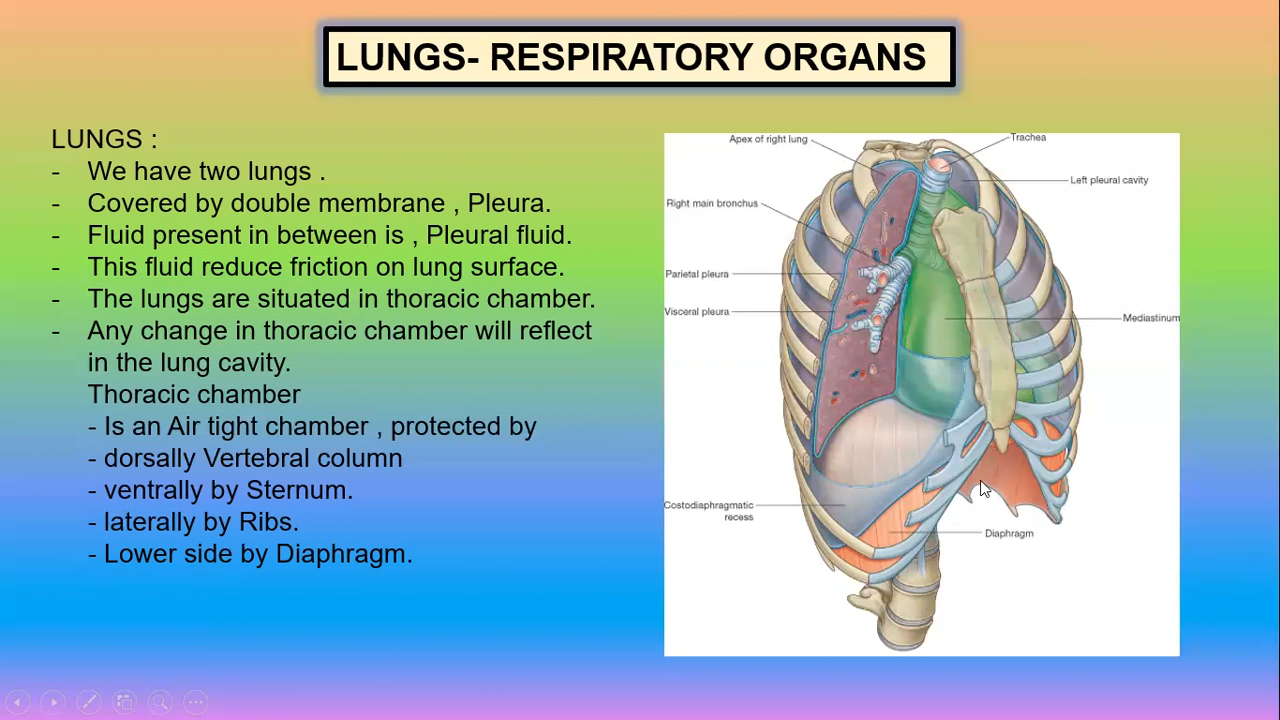 LUNGS- RESPIRATORY ORGANS
LUNGS :
- We have two lungs .
- Covered by double membrane , Pleura.
- Fluid present in between is , Pleural fluid.
- This fluid reduce friction on lung surface.
- The lungs are situated in thoracic chamber.
- Any change in thoracic chamber will reflect
in the lung cavity.
Thoracic chamber
- Is an Air tight chamber , protected by
- dorsally Vertebral column
- ventrally by Sternum.
- laterally by Ribs.
- Lower side by Diaphragm.
Apex of right lung
Trachea
Left pleural cavity
Right main bronchus
Parietal pleura
Visceral pleura
Mediastinum
Costodiaphragmatic
recess
Diaphragm